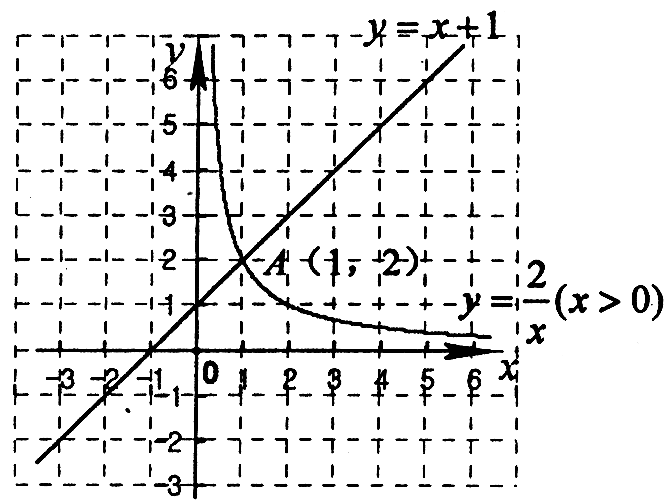 y = x + 1
y
6
5
4
3
2
A (1, 2)
1
y = 2/x (x > 0)
-3 -2 -1 0 1 2 3 4 5 6 x
-1
-2
-3